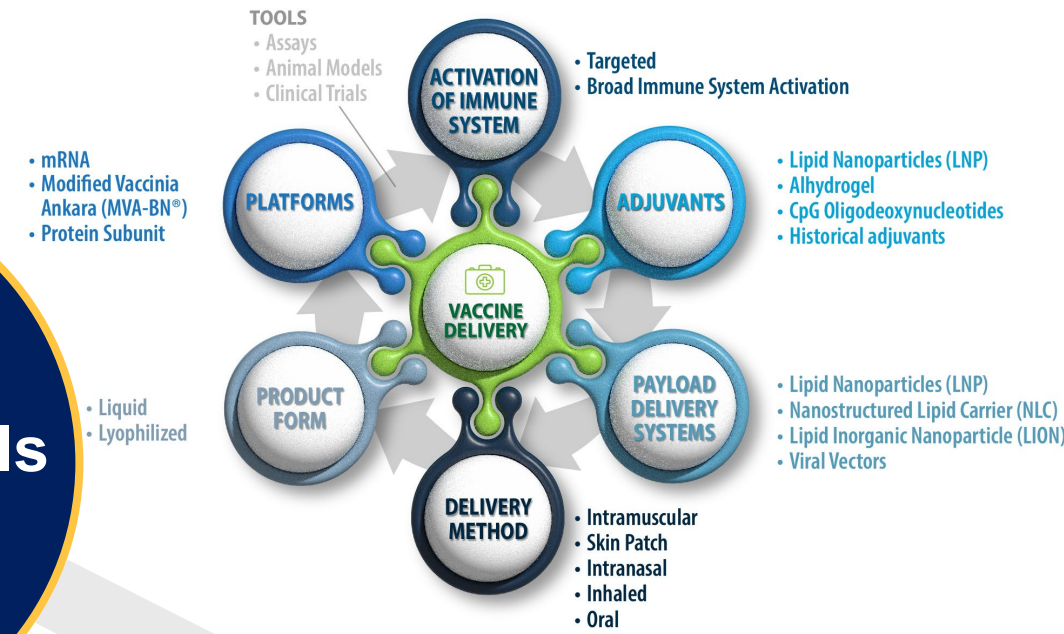 TOOLS
• Assays
• Animal Models
• Clinical Trials
ACTIVATION
OF IMMUNE
SYSTEM
• Targeted
• Broad Immune System Activation
• mRNA
• Modified Vaccinia
Ankara (MVA-BN®)
• Protein Subunit
PLATFORMS
ADJUVANTS
• Lipid Nanoparticles (LNP)
• Alhydrogel
• CpG Oligodeoxynucleotides
• Historical adjuvants
VACCINE
DELIVERY
• Liquid
• Lyophilized
PRODUCT
FORM
PAYLOAD
DELIVERY
SYSTEMS
• Lipid Nanoparticles (LNP)
• Nanostructured Lipid Carrier (NLC)
• Lipid Inorganic Nanoparticle (LION)
• Viral Vectors
DELIVERY
METHOD
• Intramuscular
• Skin Patch
• Intranasal
• Inhaled
• Oral